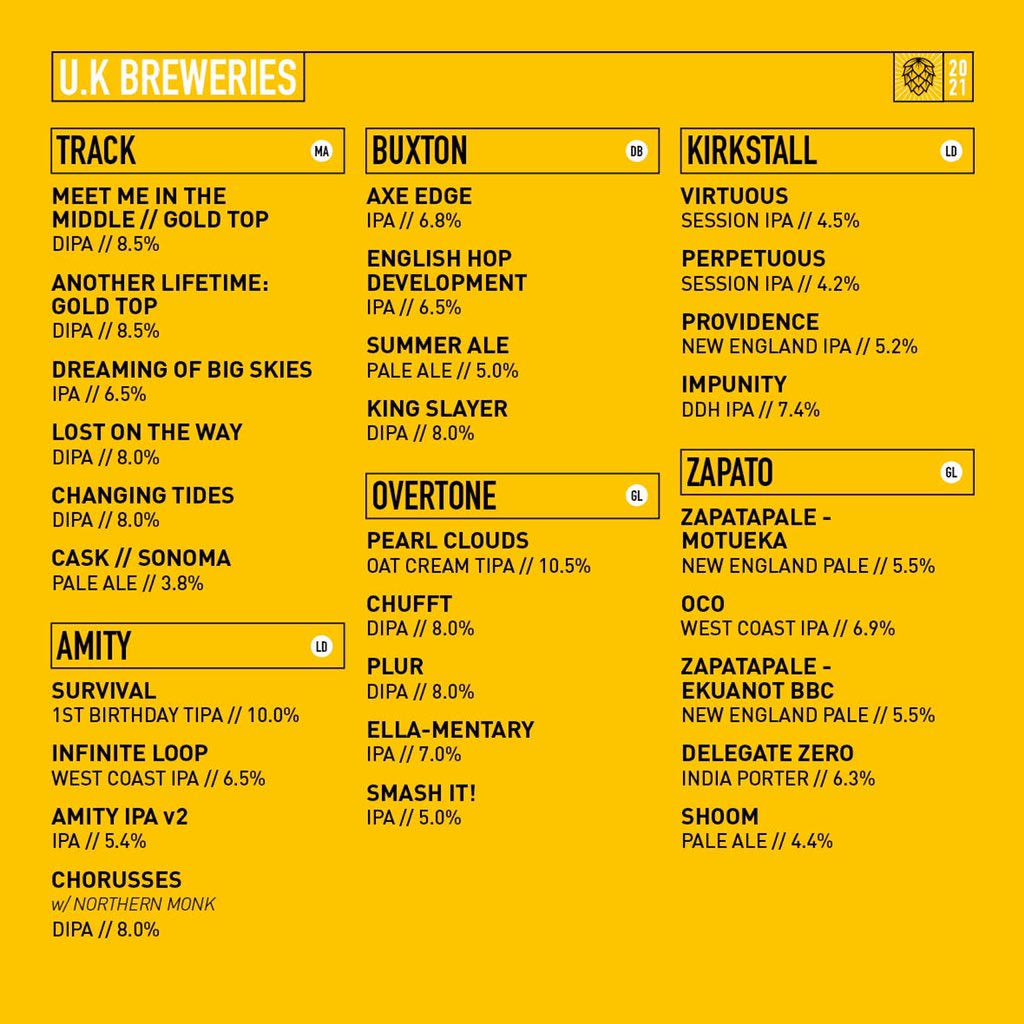 U.K BREWERIES
20
21
TRACK MA
MEET ME IN THE
MIDDLE // GOLD TOP
DIPA // 8.5%
ANOTHER LIFETIME:
GOLD TOP
DIPA // 8.5%
DREAMING OF BIG SKIES
IPA // 6.5%
LOST ON THE WAY
DIPA // 8.0%
CHANGING TIDES
DIPA // 8.0%
CASK // SONOMA
PALE ALE // 3.8%
AMITY LD
SURVIVAL
1ST BIRTHDAY TIPA // 10.0%
INFINITE LOOP
WEST COAST IPA // 6.5%
AMITY IPA v2
IPA // 5.4%
CHORUSSES
w/ NORTHERN MONK
DIPA // 8.0%
BUXTON DB
AXE EDGE
IPA // 6.8%
ENGLISH HOP
DEVELOPMENT
IPA // 6.5%
SUMMER ALE
PALE ALE // 5.0%
KING SLAYER
DIPA // 8.0%
OVERTONE GL
PEARL CLOUDS
OAT CREAM TIPA // 10.5%
CHUFFT
DIPA // 8.0%
PLUR
DIPA // 8.0%
ELLA-MENTARY
IPA // 7.0%
SMASH IT!
IPA // 5.0%
KIRKSTALL LD
VIRTUOUS
SESSION IPA // 4.5%
PERPETUOUS
SESSION IPA // 4.2%
PROVIDENCE
NEW ENGLAND IPA // 5.2%
IMPUNITY
DDH IPA // 7.4%
ZAPATO GL
ZAPATAPALE -
MOTUEKA
NEW ENGLAND PALE // 5.5%
OCO
WEST COAST IPA // 6.9%
ZAPATAPALE -
EKUANOT BBC
NEW ENGLAND PALE // 5.5%
DELEGATE ZERO
INDIA PORTER // 6.3%
SHOOM
PALE ALE // 4.4%